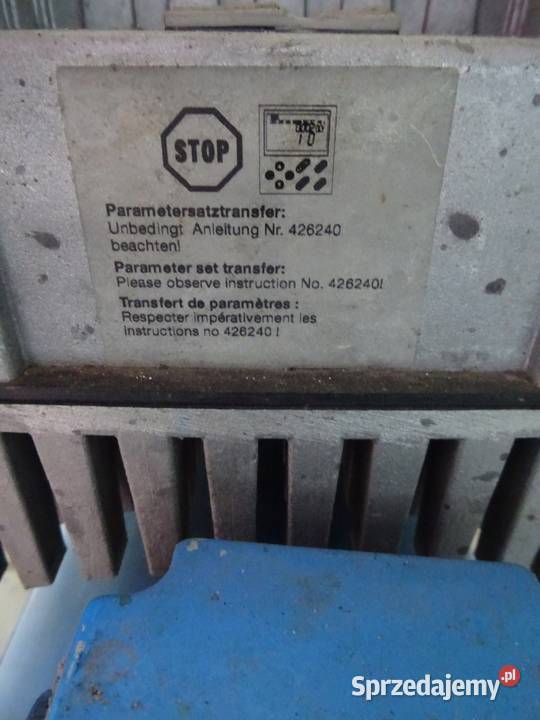 STOP
Parametersatztransfer:
Unbedingt Anleitung Nr. 426240
beachten!
Parameter set transfer:
Please observe instruction No. 426240!
Transfert de paramètres :
Respecter impérativement les
instructions no 426240 !
Sprzedajemy.pl